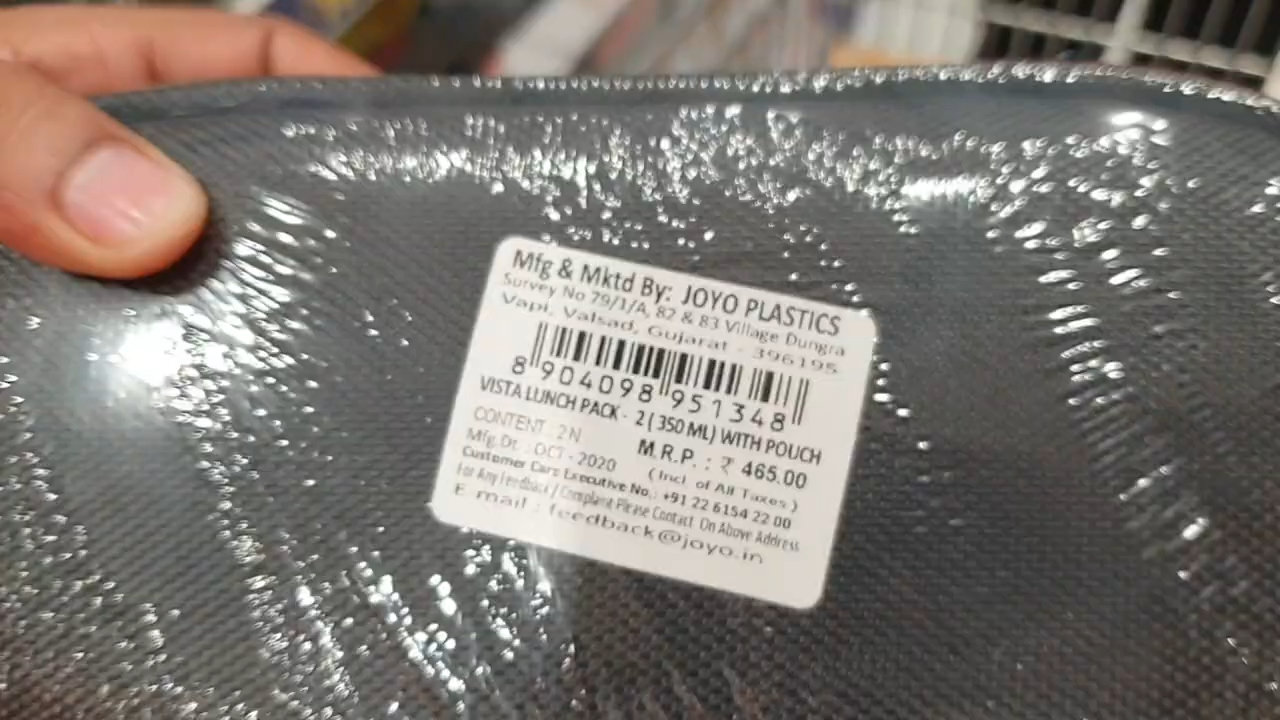 Mfg & Mktd By: JOYO PLASTICS
Survey No 79/1/A, 82 & 83 Village Dungra
Vapi, Valsad, Gujarat - 396195
8 904098 951348
VISTA LUNCH PACK - 2 (350 ML) WITH POUCH
CONTENT : 2 N
M.R.P. : ₹ 465.00
Mfg. Dt. : OCT - 2020
(Incl. of All Taxes)
Customer Care Executive No.: +91 22 6154 22 00
For Any Feedback / Complaint Please Contact On Above Address
E-mail : feedback@joyo.in